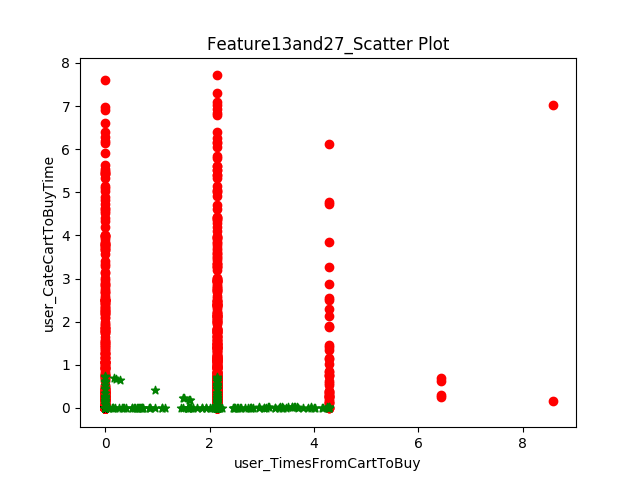 Feature13and27_Scatter Plot
8
7
6
5
4
3
2
1
0
user_CateCartToBuyTime
0 2 4 6 8
user_TimesFromCartToBuy